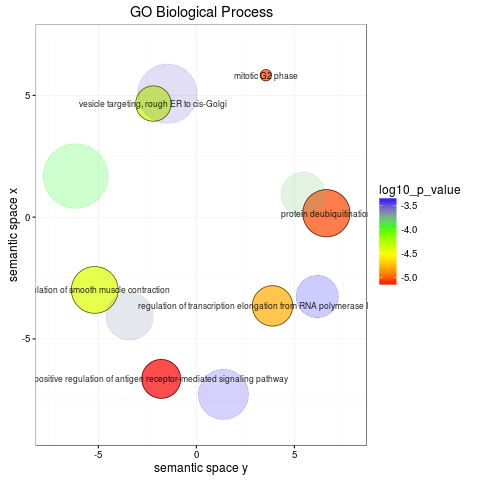 GO Biological Process
mitotic G2 phase
vesicle targeting, rough ER to cis-Golgi
protein deubiquitinatio
ulation of smooth muscle contraction
regulation of transcription elongation from RNA polymerase I
positive regulation of antigen receptor-mediated signaling pathway
5
0
-5
semantic space x
-5
0
5
semantic space y
log10_p_value
-3.5
-4.0
-4.5
-5.0